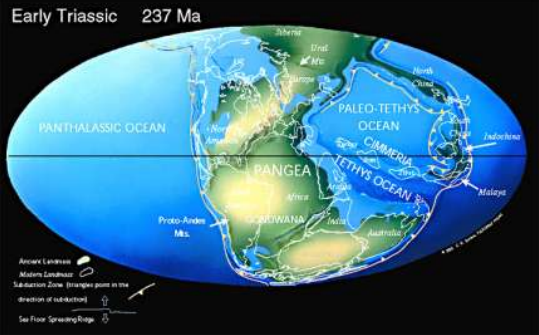 Early Triassic 237 Ma
Siberia
Ural
Mts.
Europe
North
China
PALEO-TETHYS
OCEAN
PANTHALASSIC OCEAN
North
America
Indochina
CIMMERIA
PANGEA
TETHYS OCEAN
Arabia
Malaya
Africa
Proto-Andes
Mts.
GONDWANA
India
Australia
Ancient Landmass
Modern Landmass
Subduction Zone (triangles point in the
direction of subduction)
Sea Floor Spreading Ridge